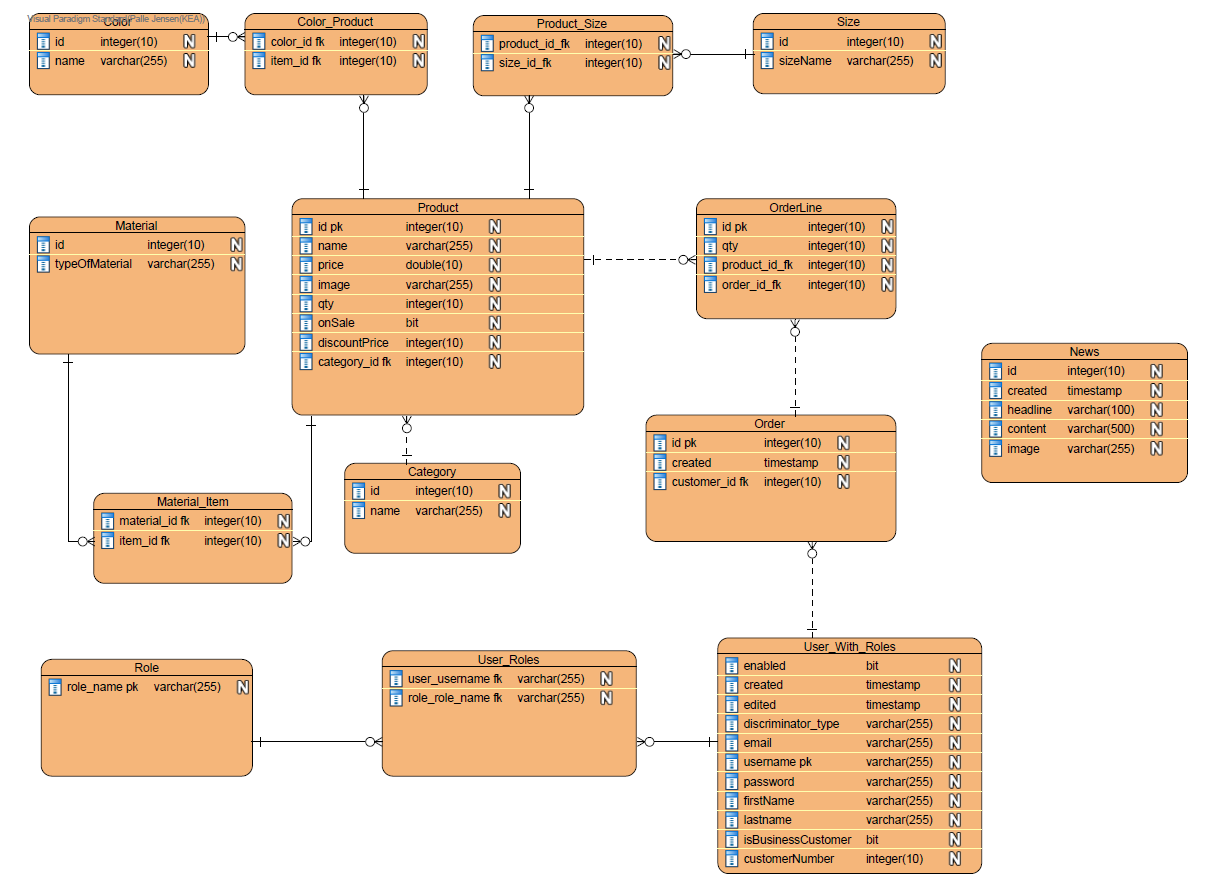 Visual Paradigm Standard(Palle Jensen(KEA))
Color
id integer(10) N
name varchar(255) N
Color_Product
color_id fk integer(10) N
item_id fk integer(10) N
Product_Size
product_id_fk integer(10) N
size_id_fk integer(10) N
Size
id integer(10) N
sizeName varchar(255) N
Material
id integer(10) N
typeOfMaterial varchar(255) N
Product
id pk integer(10) N
name varchar(255) N
price double(10) N
image varchar(255) N
qty integer(10) N
onSale bit N
discountPrice integer(10) N
category_id fk integer(10) N
OrderLine
id pk integer(10) N
qty integer(10) N
product_id_fk integer(10) N
order_id_fk integer(10) N
News
id integer(10) N
created timestamp N
headline varchar(100) N
content varchar(500) N
image varchar(255) N
Order
id pk integer(10) N
created timestamp N
customer_id fk integer(10) N
Category
id integer(10) N
name varchar(255) N
Material_Item
material_id fk integer(10) N
item_id fk integer(10) N
Role
role_name pk varchar(255) N
User_Roles
user_username fk varchar(255) N
role_role_name fk varchar(255) N
User_With_Roles
enabled bit N
created timestamp N
edited timestamp N
discriminator_type varchar(255) N
email varchar(255) N
username pk varchar(255) N
password varchar(255) N
firstName varchar(255) N
lastname varchar(255) N
isBusinessCustomer bit N
customerNumber integer(10) N